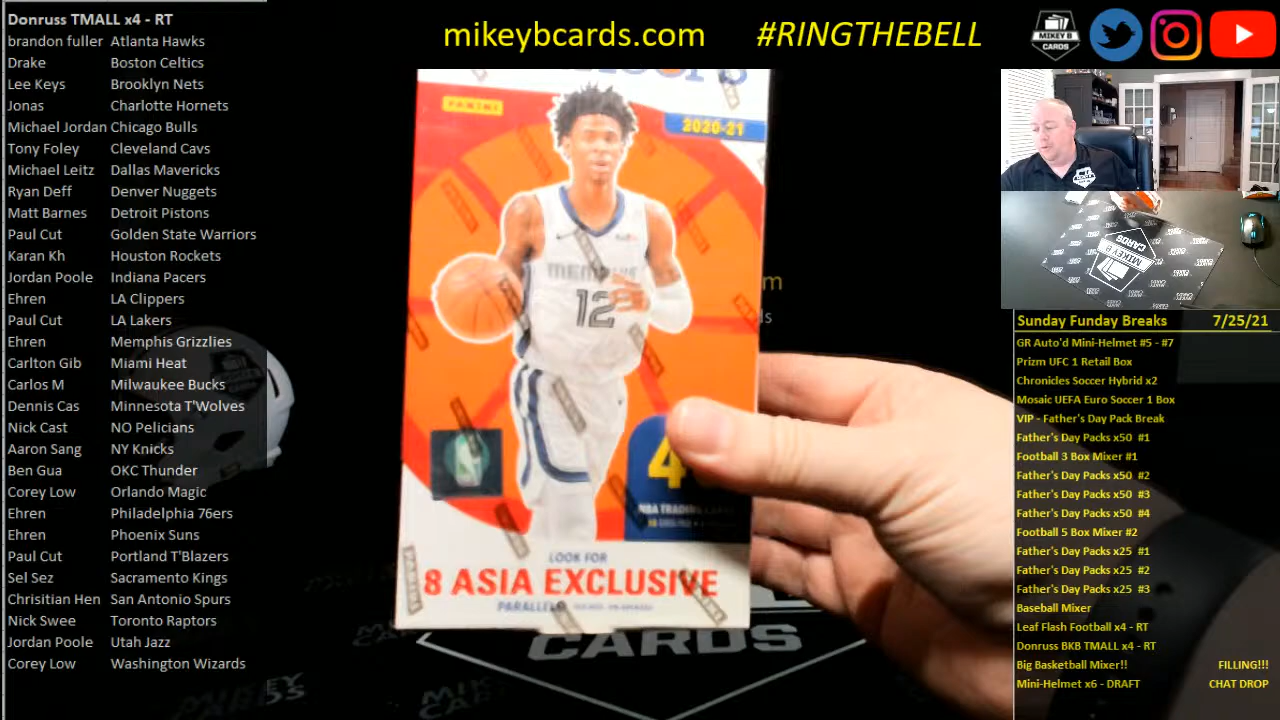 Donruss TMALL x4 - RT
brandon fuller Atlanta Hawks
Drake Boston Celtics
Lee Keys Brooklyn Nets
Jonas Charlotte Hornets
Michael Jordan Chicago Bulls
Tony Foley Cleveland Cavs
Michael Leitz Dallas Mavericks
Ryan Deff Denver Nuggets
Matt Barnes Detroit Pistons
Paul Cut Golden State Warriors
Karan Kh Houston Rockets
Jordan Poole Indiana Pacers
Ehren LA Clippers
Paul Cut LA Lakers
Ehren Memphis Grizzlies
Carlton Gib Miami Heat
Carlos M Milwaukee Bucks
Dennis Cas Minnesota T'Wolves
Nick Cast NO Pelicians
Aaron Sang NY Knicks
Ben Gua OKC Thunder
Corey Low Orlando Magic
Ehren Philadelphia 76ers
Ehren Phoenix Suns
Paul Cut Portland T'Blazers
Sel Sez Sacramento Kings
Chrisitian Hen San Antonio Spurs
Nick Swee Toronto Raptors
Jordan Poole Utah Jazz
Corey Low Washington Wizards
mikeybcards.com #RINGTHEBELL
MIKEY B
CARDS
PANINI
2020-21
MEMPHIS
12
4
NBA TRADING CARDS
LOOK FOR
8 ASIA EXCLUSIVE
PARALLELS
CARDS
MIKEY B
CARDS
Sunday Funday Breaks 7/25/21
GR Auto'd Mini-Helmet #5 - #7
Prizm UFC 1 Retail Box
Chronicles Soccer Hybrid x2
Mosaic UEFA Euro Soccer 1 Box
VIP - Father's Day Pack Break
Father's Day Packs x50 #1
Football 3 Box Mixer #1
Father's Day Packs x50 #2
Father's Day Packs x50 #3
Father's Day Packs x50 #4
Football 5 Box Mixer #2
Father's Day Packs x25 #1
Father's Day Packs x25 #2
Father's Day Packs x25 #3
Baseball Mixer
Leaf Flash Football x4 - RT
Donruss BKB TMALL x4 - RT
Big Basketball Mixer!! FILLING!!!
Mini-Helmet x6 - DRAFT CHAT DROP